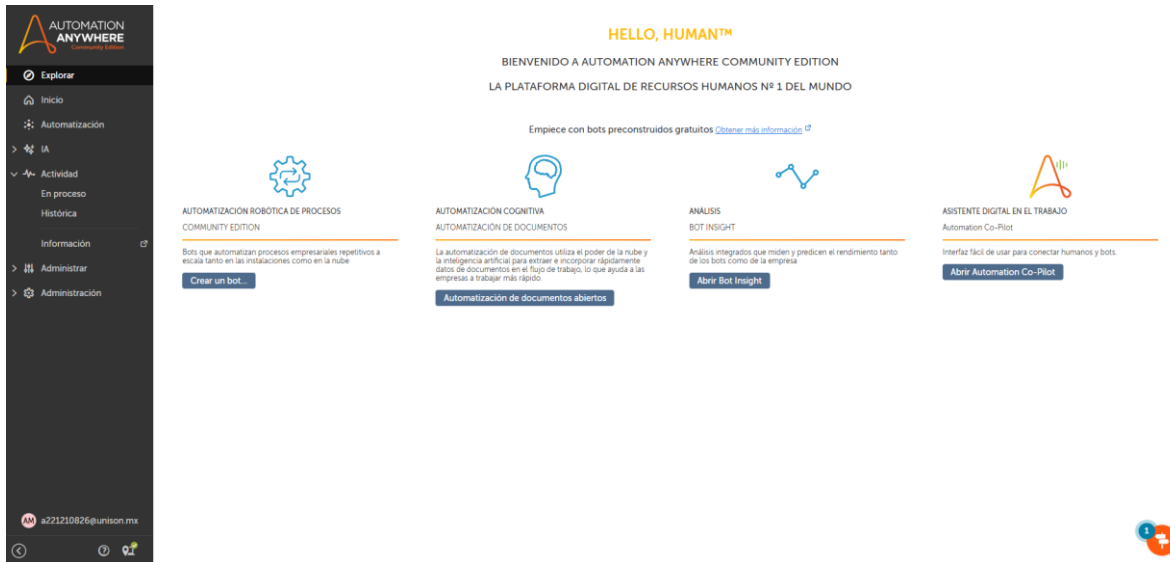 AUTOMATION
ANYWHERE
Community Edition
Explorar
Inicio
Automatización
IA
Actividad
En proceso
Histórica
Información
Administrar
Administración
AM a221210826@unison.mx
HELLO, HUMAN™
BIENVENIDO A AUTOMATION ANYWHERE COMMUNITY EDITION
LA PLATAFORMA DIGITAL DE RECURSOS HUMANOS Nº 1 DEL MUNDO
Empiece con bots preconstruidos gratuitos Obtener más información
AUTOMATIZACIÓN ROBÓTICA DE PROCESOS
COMMUNITY EDITION
Bots que automatizan procesos empresariales repetitivos a
escala tanto en las instalaciones como en la nube
Crear un bot...
AUTOMATIZACIÓN COGNITIVA
AUTOMATIZACIÓN DE DOCUMENTOS
La automatización de documentos utiliza el poder de la nube y
la inteligencia artificial para extraer e incorporar rápidamente
datos de documentos en el flujo de trabajo, lo que ayuda a las
empresas a trabajar más rápido.
Automatización de documentos abiertos
ANÁLISIS
BOT INSIGHT
Análisis integrados que miden y predicen el rendimiento tanto
de los bots como de la empresa
Abrir Bot Insight
ASISTENTE DIGITAL EN EL TRABAJO
Automation Co-Pilot
Interfaz fácil de usar para conectar humanos y bots.
Abrir Automation Co-Pilot
1